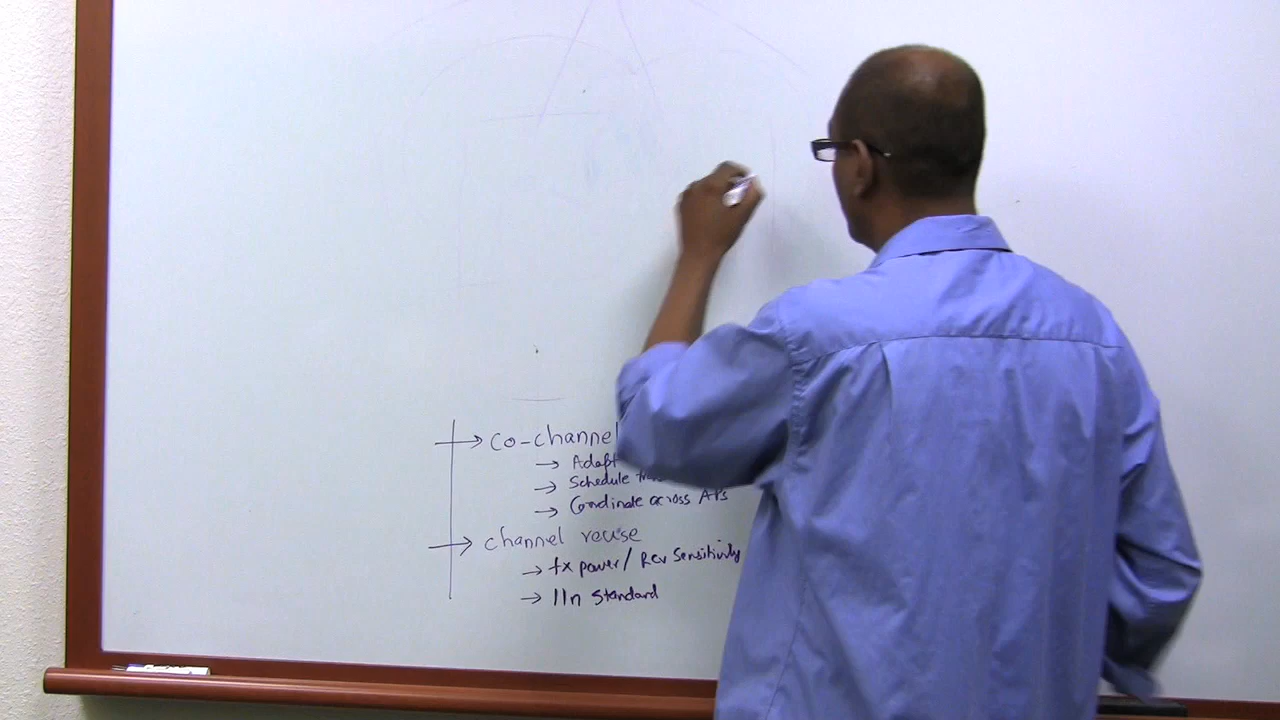 → Co-channel
→ Adapt
→ Schedule
→ Coordinate across APs
→ channel reuse
→ tx power/ Rcv Sensitivity
→ 11n Standard